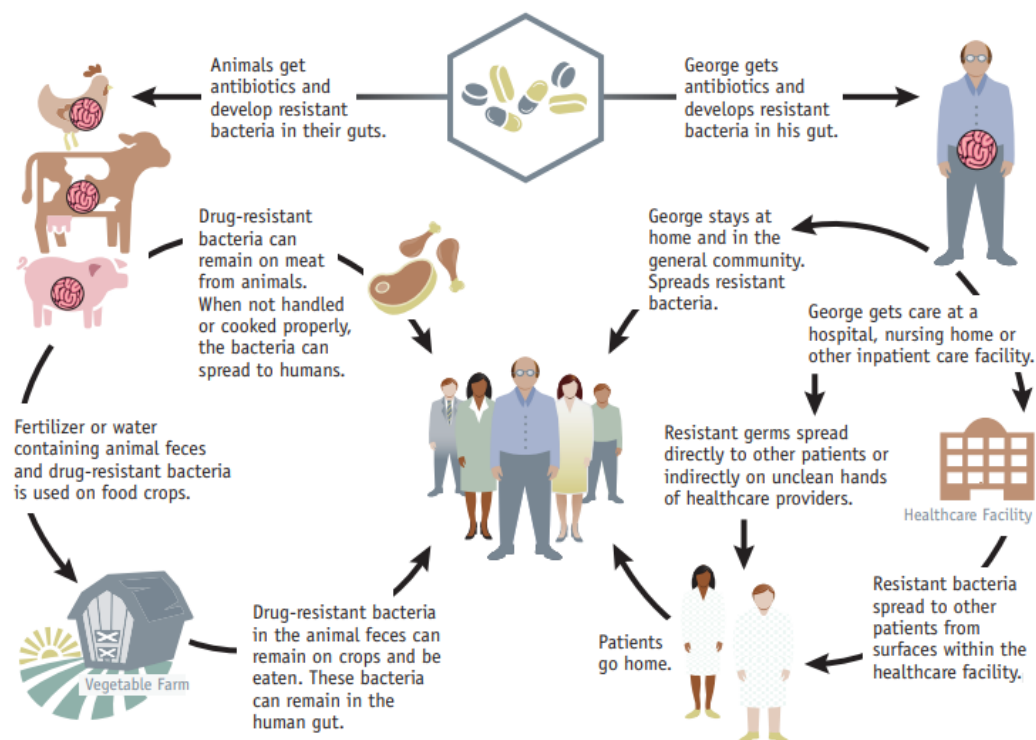 Animals get
antibiotics and
develop resistant
bacteria in their guts.
George gets
antibiotics and
develops resistant
bacteria in his gut.
Drug-resistant
bacteria can
remain on meat
from animals.
When not handled
or cooked properly,
the bacteria can
spread to humans.
George stays at
home and in the
general community.
Spreads resistant
bacteria.
George gets care at a
hospital, nursing home or
other inpatient care facility.
Fertilizer or water
containing animal feces
and drug-resistant bacteria
is used on food crops.
Resistant germs spread
directly to other patients or
indirectly on unclean hands
of healthcare providers.
Healthcare Facility
Vegetable Farm
Drug-resistant bacteria
in the animal feces can
remain on crops and be
eaten. These bacteria
can remain in the
human gut.
Patients
go home.
Resistant bacteria
spread to other
patients from
surfaces within the
healthcare facility.